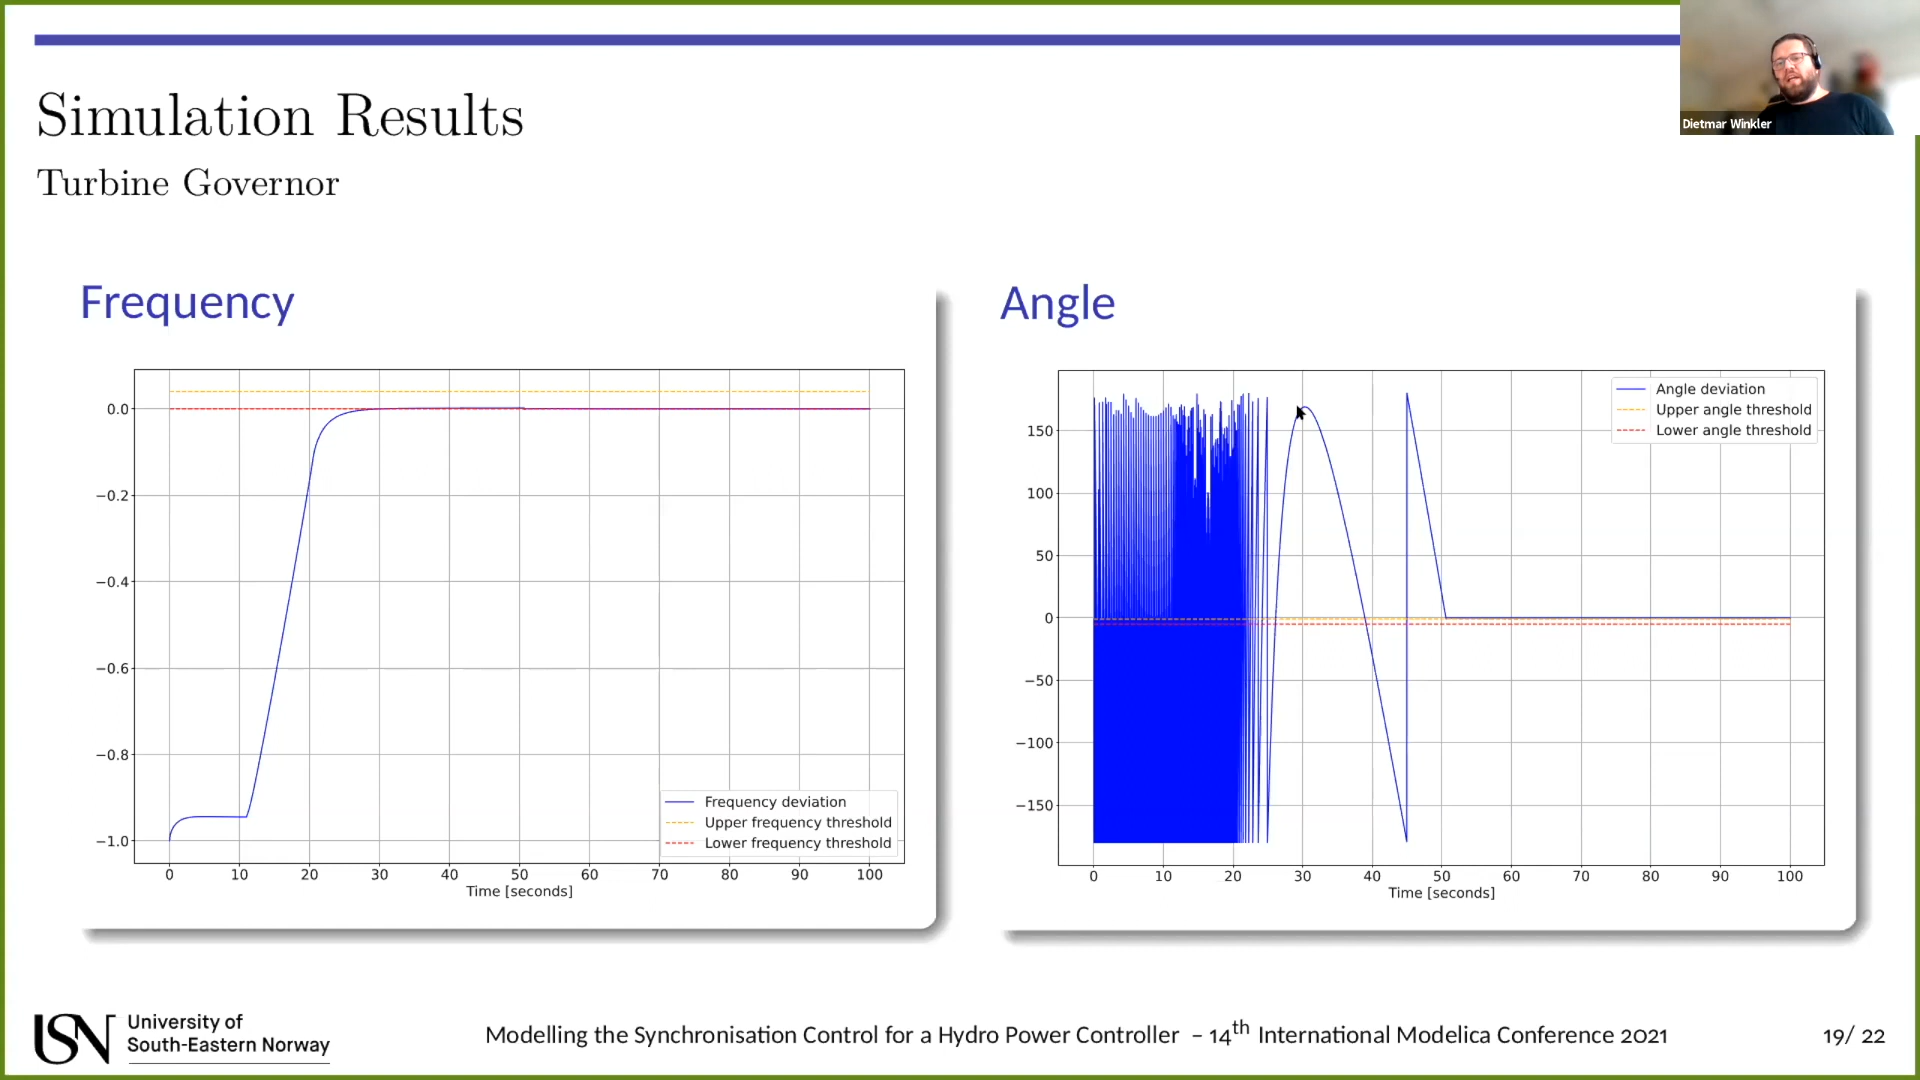 Dietmar Winkler
Simulation Results
Turbine Governor
Frequency
0.0
−0.2
−0.4
−0.6
−0.8
−1.0
Frequency deviation
Upper frequency threshold
Lower frequency threshold
0 10 20 30 40 50 60 70 80 90 100
Time [seconds]
Angle
150
100
50
0
−50
−100
−150
Angle deviation
Upper angle threshold
Lower angle threshold
0 10 20 30 40 50 60 70 80 90 100
Time [seconds]
USN
University of
South-Eastern Norway
Modelling the Synchronisation Control for a Hydro Power Controller – 14th International Modelica Conference 2021
19/ 22